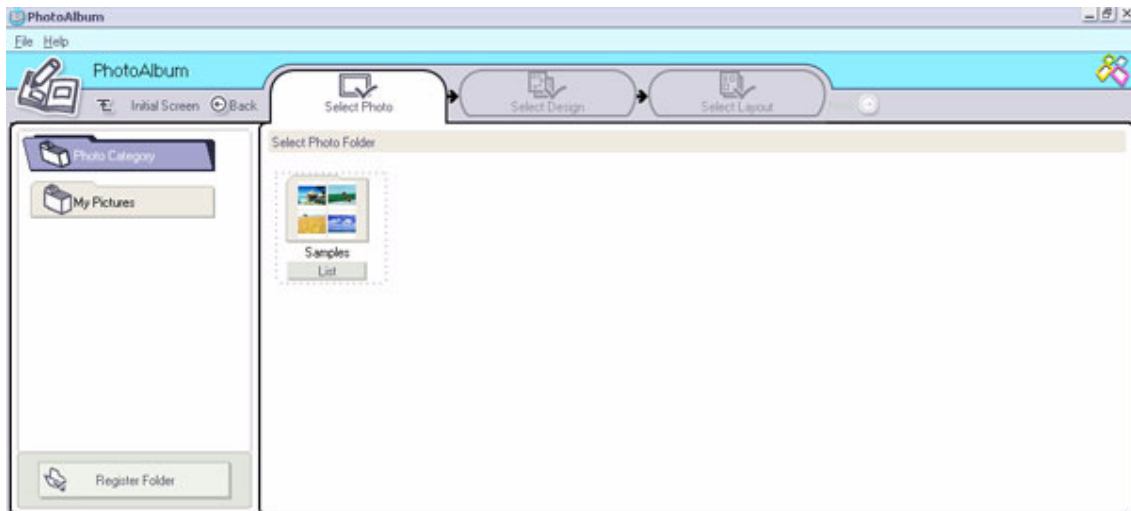 PhotoAlbum
File Help
PhotoAlbum
Initial Screen Back
Select Photo
Select Design
Select Layout
Photo Category
My Pictures
Register Folder
Select Photo Folder
Samples
List